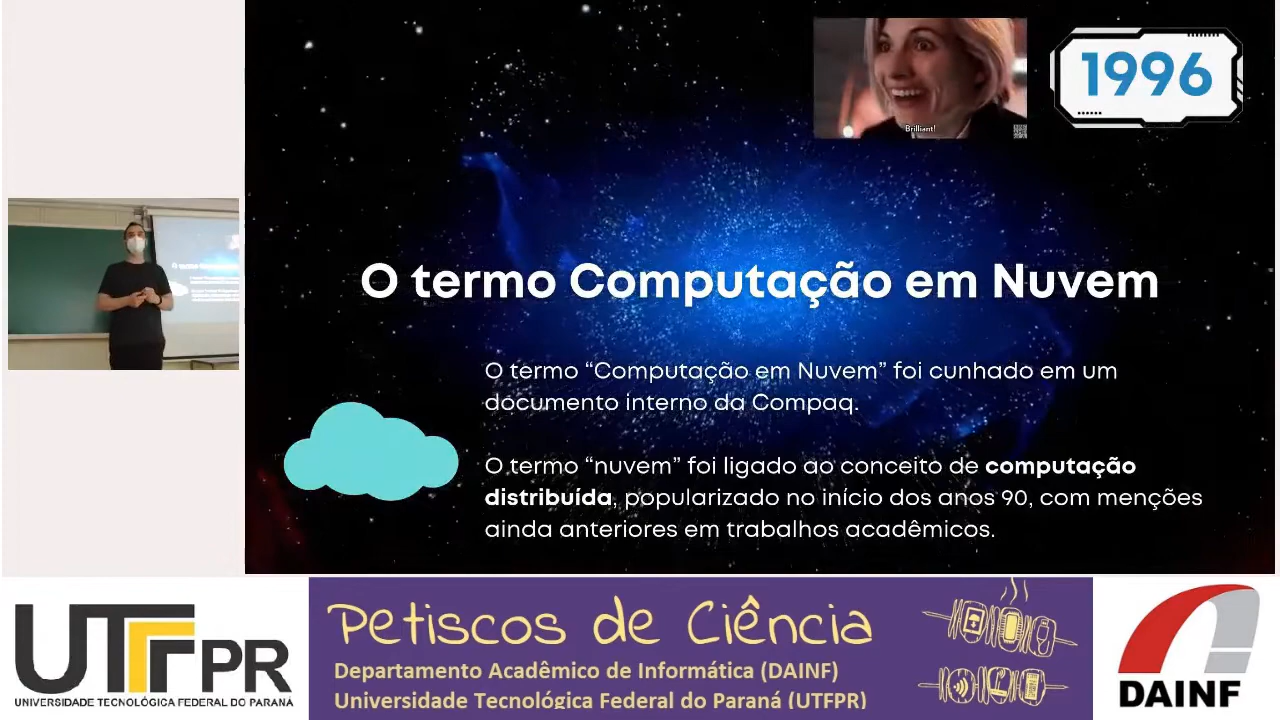 Brilliant!
1996
O termo Computação em Nuvem
O termo “Computação em Nuvem” foi cunhado em um
documento interno da Compaq.
O termo “nuvem” foi ligado ao conceito de computação
distribuída, popularizado no início dos anos 90, com menções
ainda anteriores em trabalhos acadêmicos.
UTFPR
UNIVERSIDADE TECNOLÓGICA FEDERAL DO PARANÁ
Petiscos de Ciência
Departamento Acadêmico de Informática (DAINF)
Universidade Tecnológica Federal do Paraná (UTFPR)
DAINF